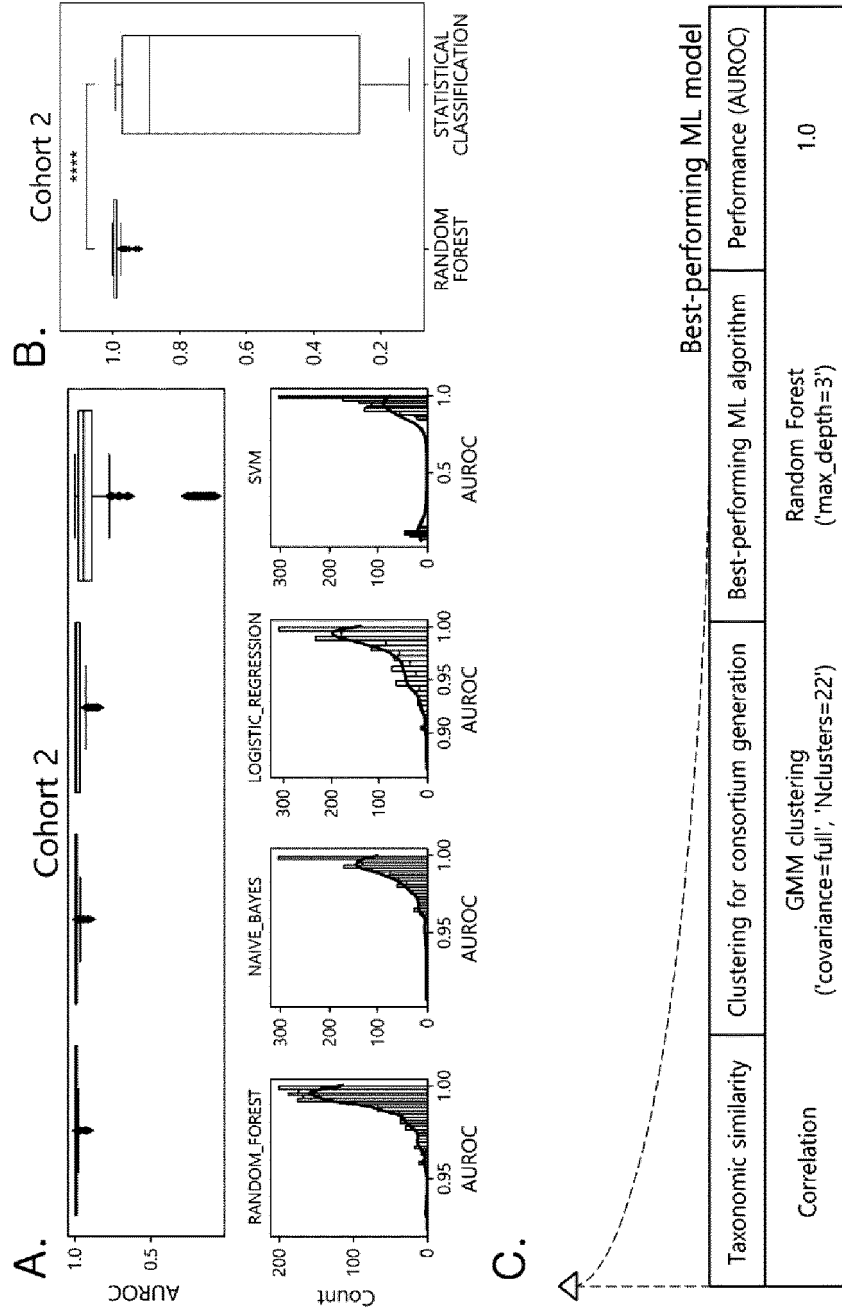 A.
Cohort 2
AUROC
1.0
0.5
RANDOM_FOREST
NAIVE_BAYES
LOGISTIC_REGRESSION
SVM
Count
200
100
0
0.95
1.00
AUROC
300
200
100
0
0.95
1.00
AUROC
300
200
100
0
0.90
0.95
1.00
AUROC
300
200
100
0
0.5
1.0
AUROC
B.
Cohort 2
****
1.0
0.8
0.6
0.4
0.2
RANDOM
FOREST
STATISTICAL
CLASSIFICATION
C.
Best-performing ML model
Taxonomic similarity
Clustering for consortium generation
Best-performing ML algorithm
Performance (AUROC)
Correlation
GMM clustering
('covariance=full', 'Nclusters=22')
Random Forest
('max_depth=3')
1.0